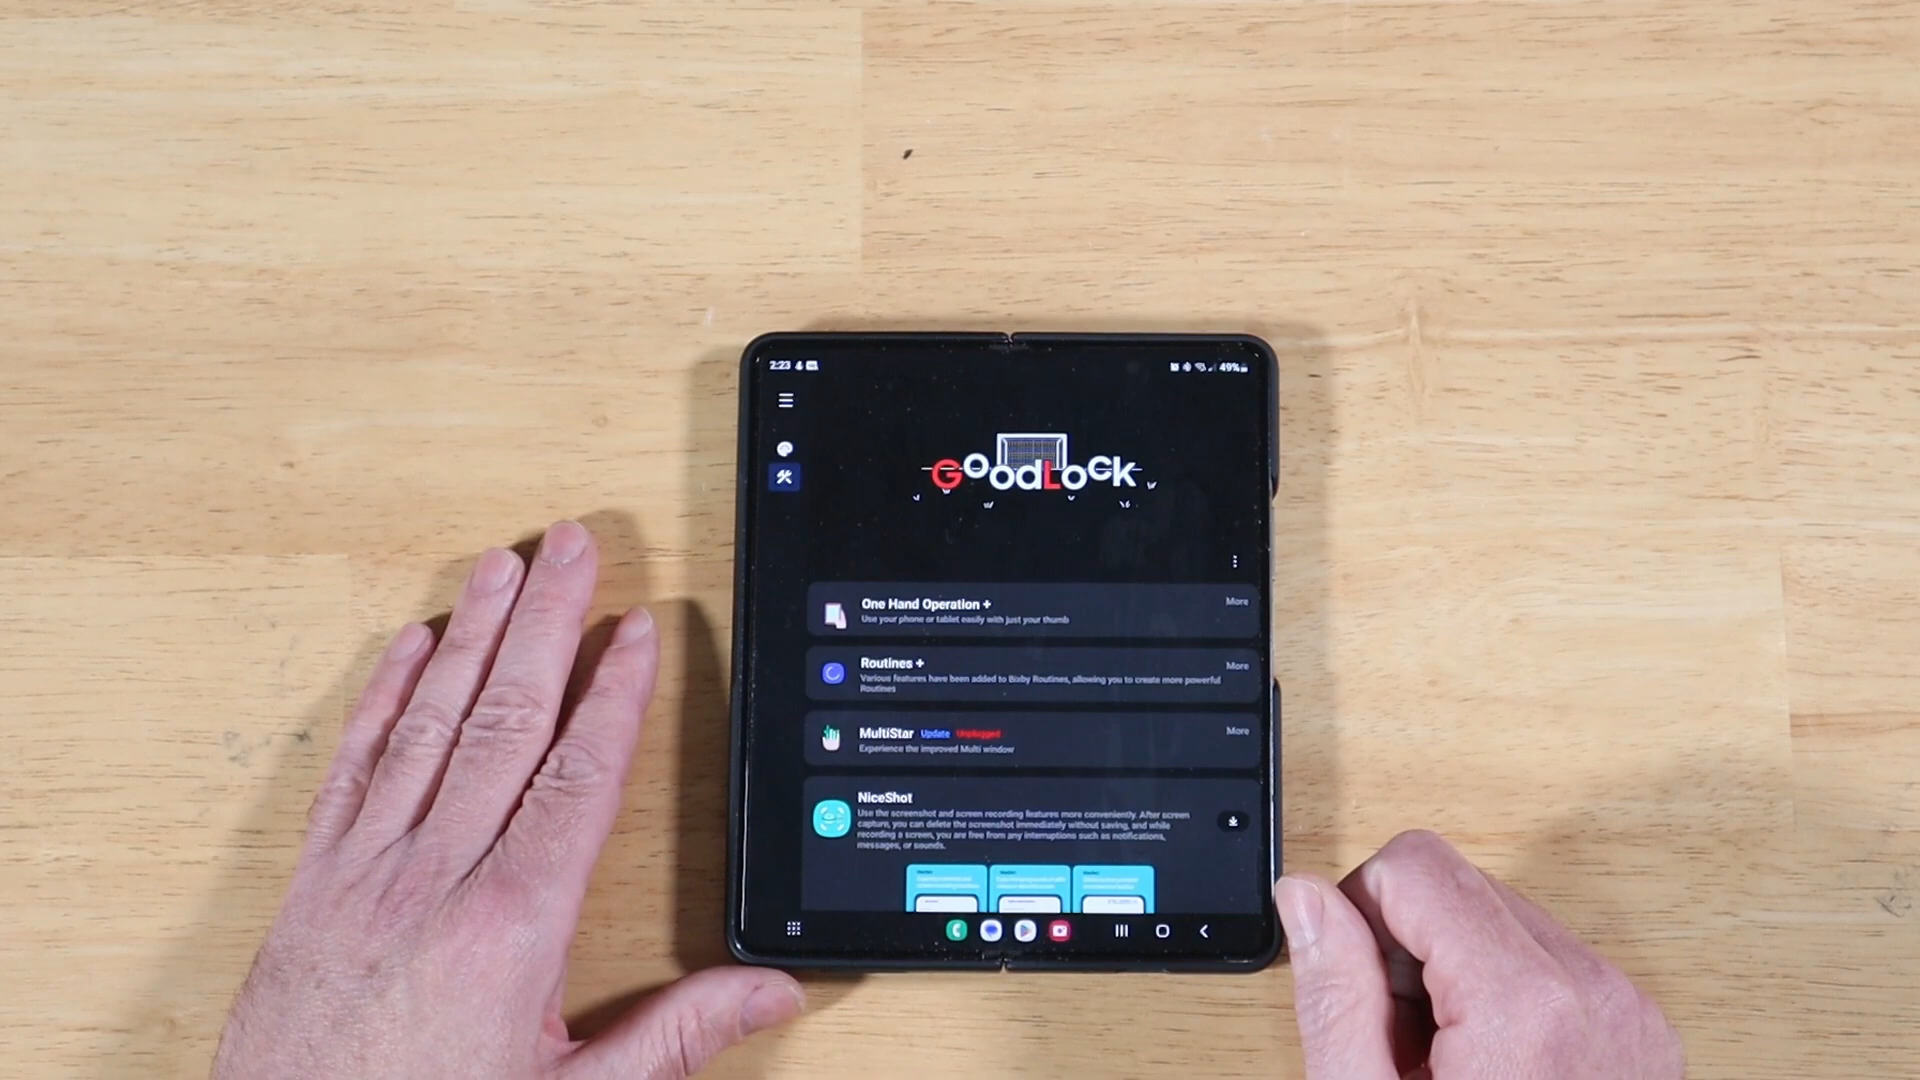 2:23
49%
GoodLock
One Hand Operation +
More
Use your phone or tablet easily with just your thumb
Routines +
More
Various features have been added to Bixby Routines, allowing you to create more powerful
Routines
MultiStar Update Unplugged
More
Experience the improved Multi window
NiceShot
Use the screenshot and screen recording features more conveniently. After screen
capture, you can delete the screenshot immediately without saving, and while
recording a screen, you are free from any interruptions such as notifications,
messages, or sounds.